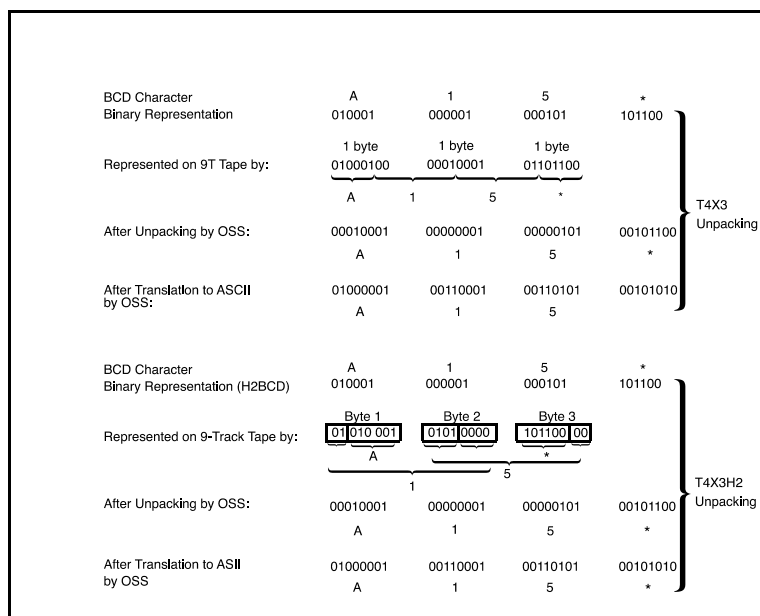 BCD Character A 1 5 *
Binary Representation 010001 000001 000101 101100
1 byte 1 byte 1 byte
Represented on 9T Tape by: 01000100 00010001 01101100
A 1 5 *
T4X3
Unpacking
After Unpacking by OSS: 00010001 00000001 00000101 00101100
A 1 5 *
After Translation to ASCII 01000001 00110001 00110101 00101010
by OSS: A 1 5
BCD Character A 1 5 *
Binary Representation (H2BCD) 010001 000001 000101 101100
Byte 1 Byte 2 Byte 3
Represented on 9-Track Tape by: 01 010 001 0101 0000 101100 00
A *
1 5
T4X3H2
Unpacking
After Unpacking by OSS: 00010001 00000001 00000101 00101100
A 1 5 *
After Translation to ASII 01000001 00110001 00110101 00101010
by OSS A 1 5 *